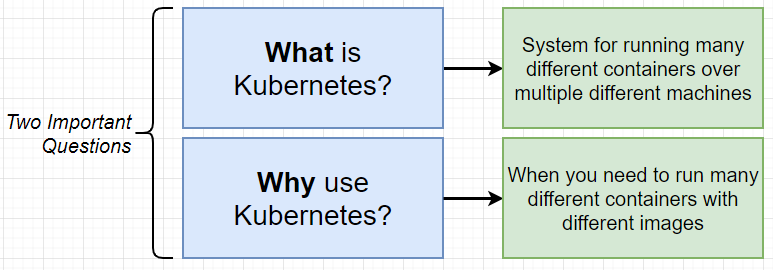 Two Important
Questions
What is
Kubernetes?
System for running many
different containers over
multiple different machines
Why use
Kubernetes?
When you need to run many
different containers with
different images